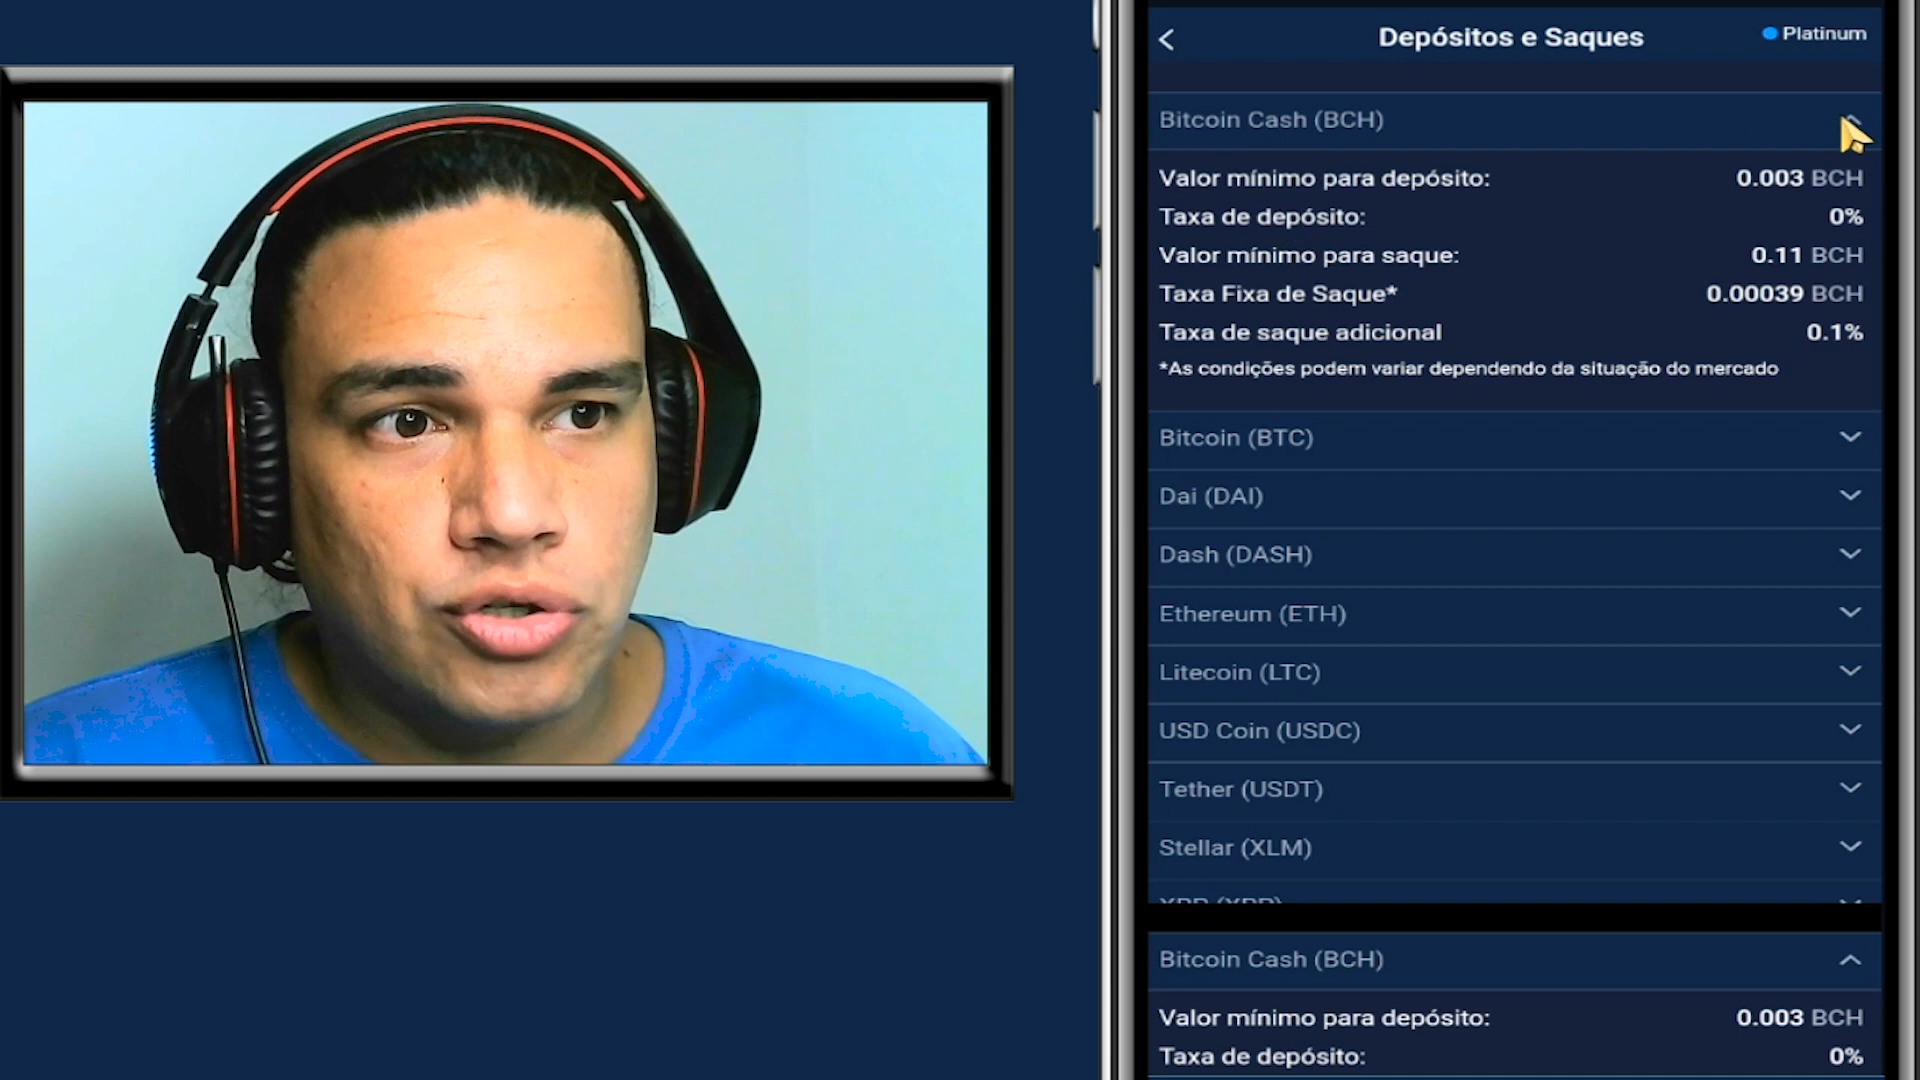 Depósitos e Saques
Platinum
Bitcoin Cash (BCH)
Valor mínimo para depósito: 0.003 BCH
Taxa de depósito: 0%
Valor mínimo para saque: 0.11 BCH
Taxa Fixa de Saque* 0.00039 BCH
Taxa de saque adicional 0.1%
*As condições podem variar dependendo da situação do mercado
Bitcoin (BTC)
Dai (DAI)
Dash (DASH)
Ethereum (ETH)
Litecoin (LTC)
USD Coin (USDC)
Tether (USDT)
Stellar (XLM)
XRP (XRP)
Bitcoin Cash (BCH)
Valor mínimo para depósito: 0.003 BCH
Taxa de depósito: 0%